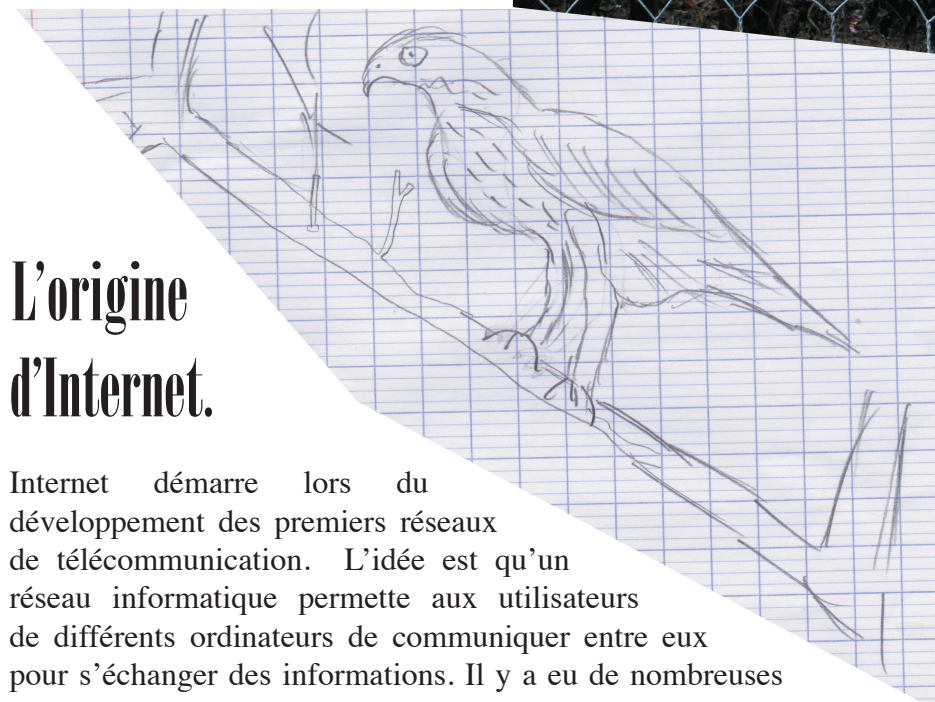 L’origine
d’Internet.
Internet démarre lors du
développement des premiers réseaux
de télécommunication. L’idée est qu’un
réseau informatique permette aux utilisateurs
de différents ordinateurs de communiquer entre eux
pour s’échanger des informations. Il y a eu de nombreuses